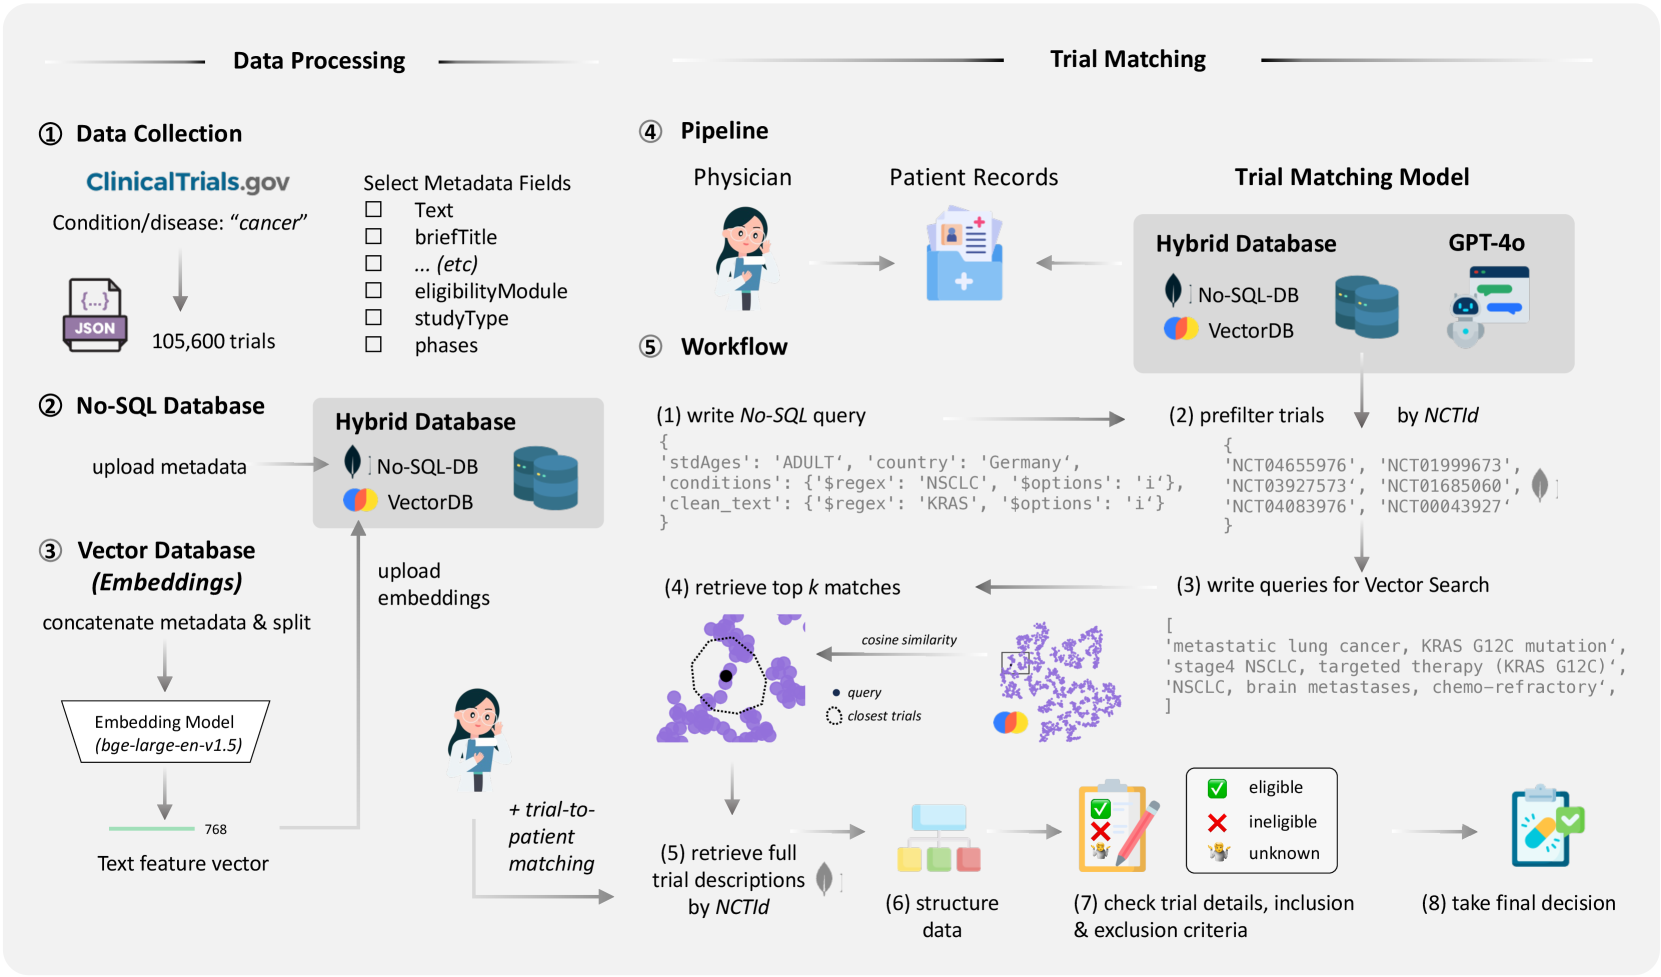 Data Processing
① Data Collection
ClinicalTrials.gov
Condition/disease: “cancer”
{...}
JSON
105,600 trials
Select Metadata Fields
Text
briefTitle
... (etc)
eligibilityModule
studyType
phases
② No-SQL Database
upload metadata
Hybrid Database
No-SQL-DB
VectorDB
③ Vector Database
(Embeddings)
concatenate metadata & split
Embedding Model
(bge-large-en-v1.5)
768
Text feature vector
upload
embeddings
+ trial-to-
patient
matching
Trial Matching
④ Pipeline
Physician
Patient Records
Trial Matching Model
Hybrid Database
No-SQL-DB
VectorDB
GPT-4o
⑤ Workflow
(1) write No-SQL query
{
'stdAges': 'ADULT‘, 'country': 'Germany‘,
'conditions': {'$regex': 'NSCLC', '$options': 'i‘},
'clean_text': {'$regex': 'KRAS', '$options': 'i‘}
}
(2) prefilter trials by NCTId
{
'NCT04655976', 'NCT01999673',
'NCT03927573‘, 'NCT01685060',
'NCT04083976', 'NCT00043927‘
}
(3) write queries for Vector Search
[
'metastatic lung cancer, KRAS G12C mutation‘,
'stage4 NSCLC, targeted therapy (KRAS G12C)‘,
'NSCLC, brain metastases, chemo-refractory‘,
]
(4) retrieve top k matches
cosine similarity
query
closest trials
(5) retrieve full
trial descriptions
by NCTId
(6) structure
data
(7) check trial details, inclusion
& exclusion criteria
eligible
ineligible
unknown
(8) take final decision